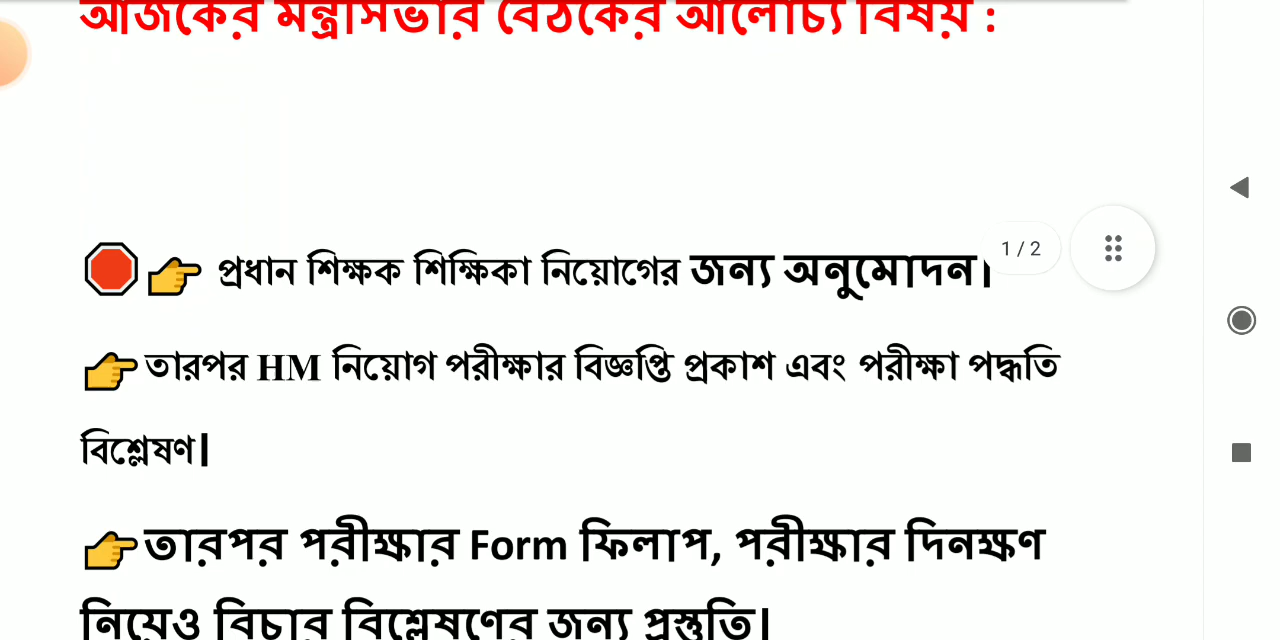 আজকের মন্ত্রীসভার বৈঠকের আলোচ্য বিষয় :
প্রধান শিক্ষক শিক্ষিকা নিয়োগের জন্য অনুমোদন।
1 / 2
তারপর HM নিয়োগ পরীক্ষার বিজ্ঞপ্তি প্রকাশ এবং পরীক্ষা পদ্ধতি
বিশ্লেষণ।
তারপর পরীক্ষার Form ফিলাপ, পরীক্ষার দিনক্ষণ
নিয়েও বিচার বিশ্লেষণের জন্য প্রস্তুতি।